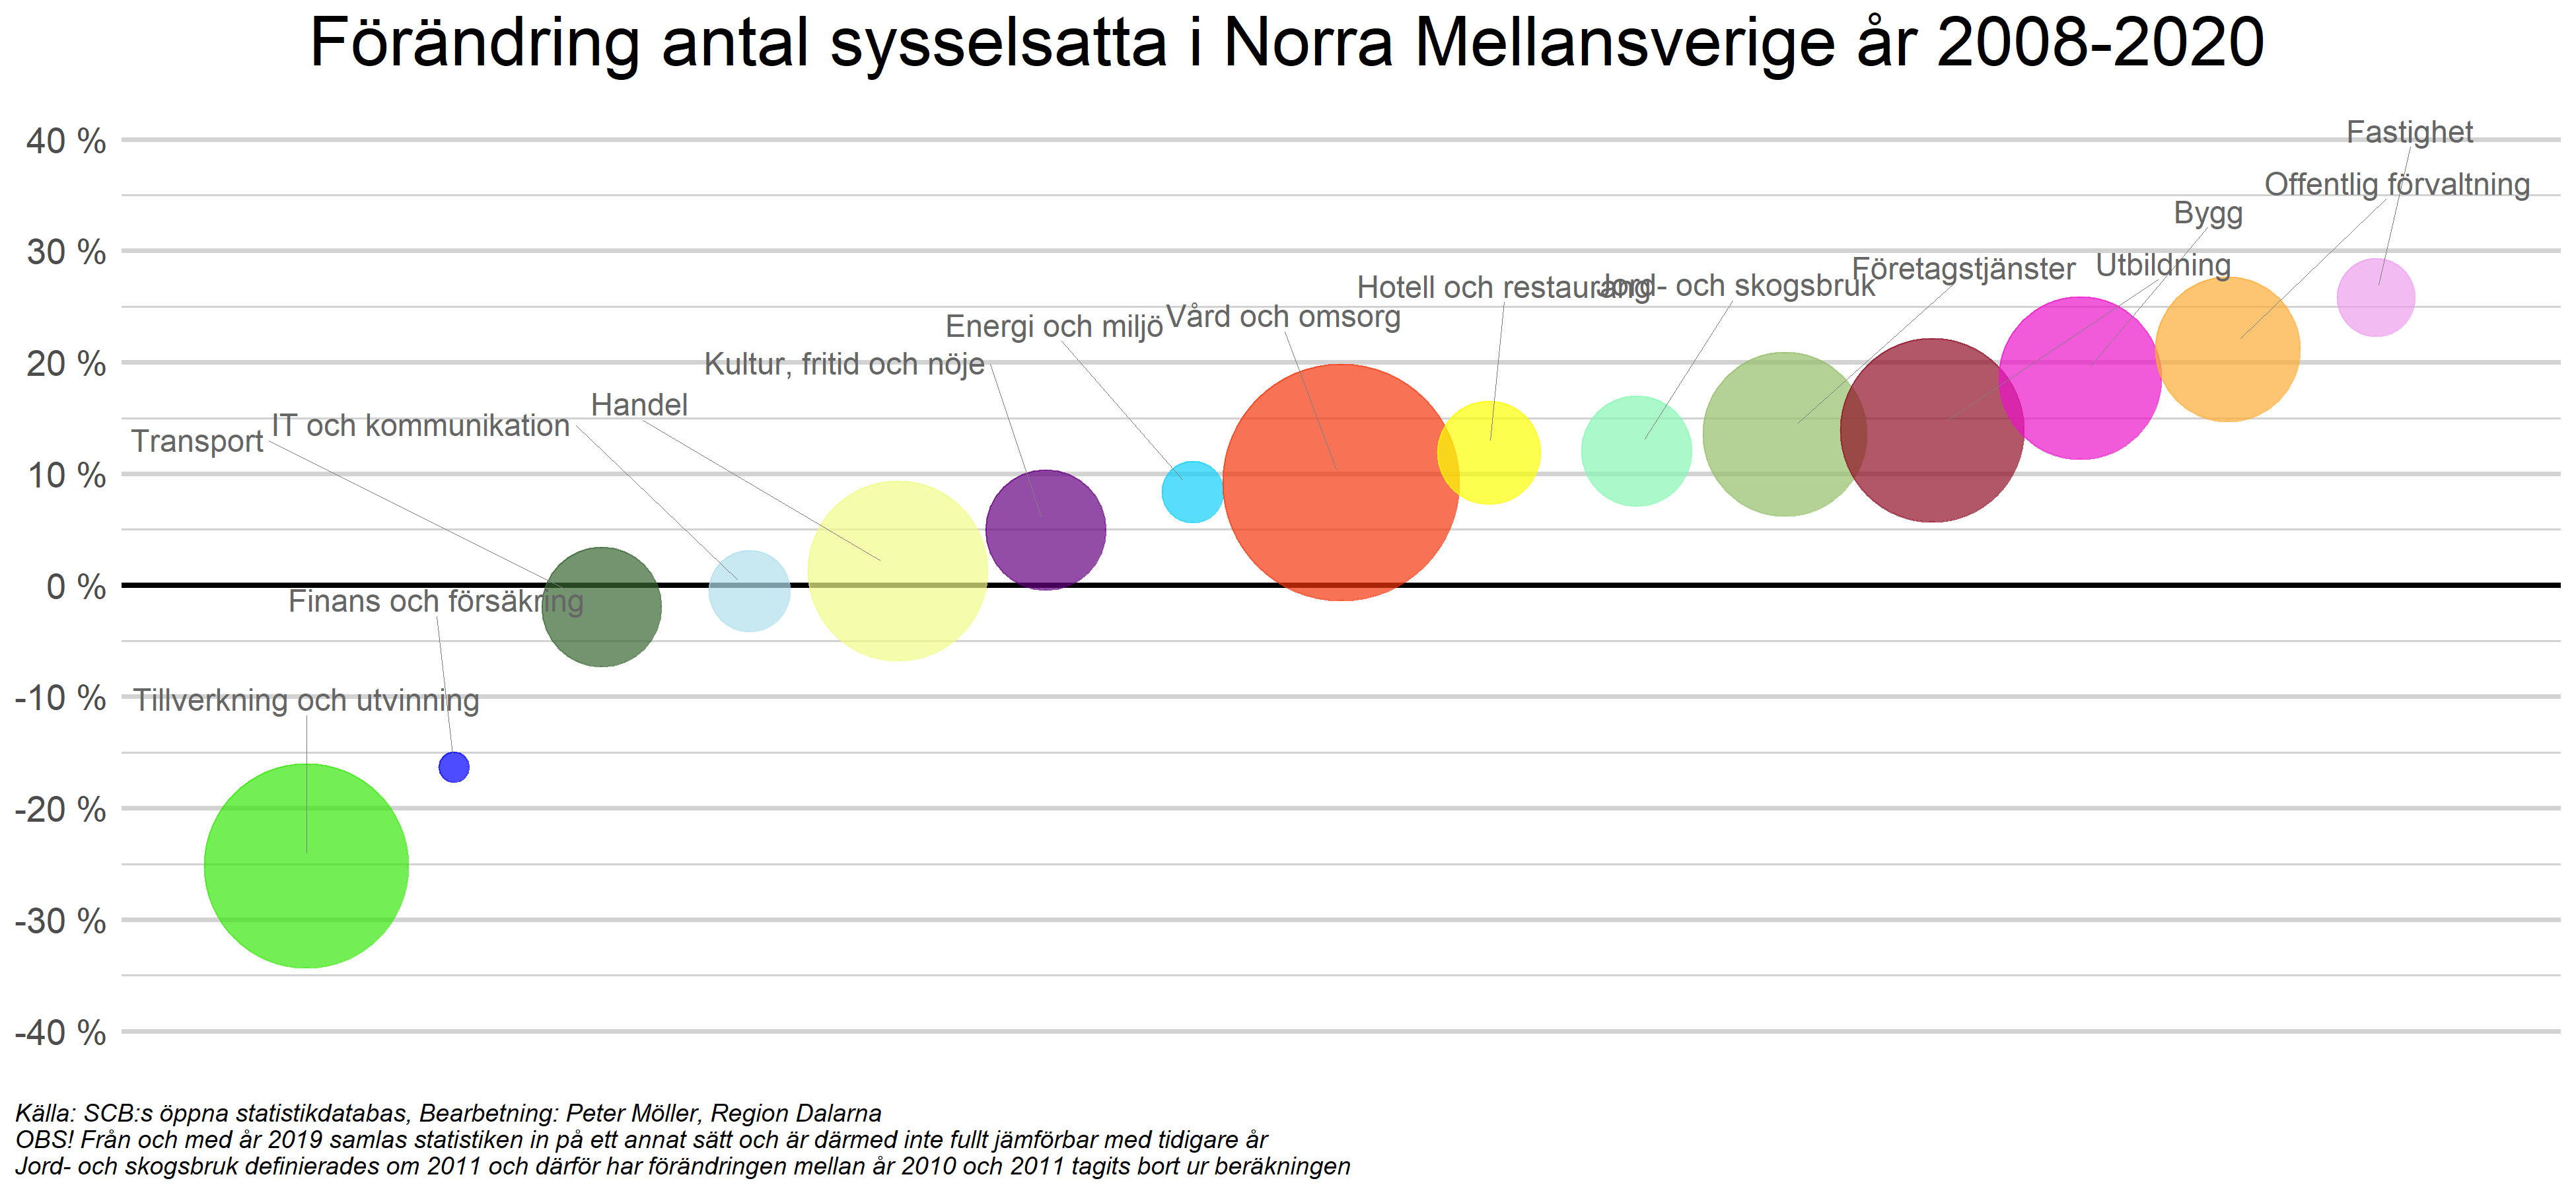 Förändring antal sysselsatta i Norra Mellansverige år 2008-2020
40 %
30 %
20 %
10 %
0 %
-10 %
-20 %
-30 %
-40 %
Tillverkning och utvinning
Finans och försäkring
Transport
IT och kommunikation
Handel
Kultur, fritid och nöje
Energi och miljö
Vård och omsorg
Hotell och restaurang
Jord- och skogsbruk
Företagstjänster
Utbildning
Bygg
Offentlig förvaltning
Fastighet
Källa: SCB:s öppna statistikdatabas, Bearbetning: Peter Möller, Region Dalarna
OBS! Från och med år 2019 samlas statistiken in på ett annat sätt och är därmed inte fullt jämförbar med tidigare år
Jord- och skogsbruk definierades om 2011 och därför har förändringen mellan år 2010 och 2011 tagits bort ur beräkningen